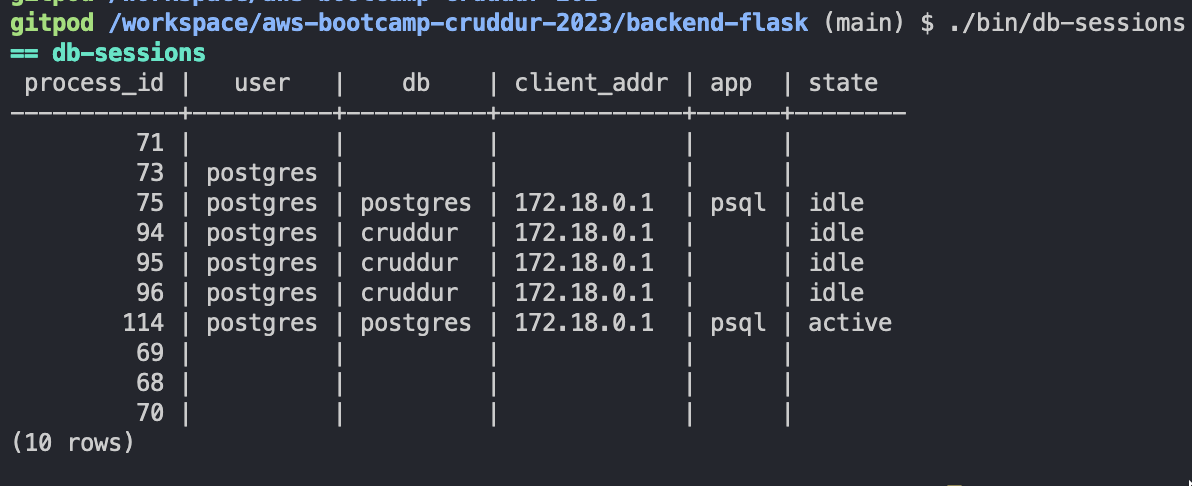 gitpod /workspace/aws-bootcamp-cruddur-2023/backend-flask (main) $ ./bin/db-sessions
== db-sessions
 process_id |   user   |    db    | client_addr | app  | state
------------+----------+----------+-------------+------+--------
         71 |          |          |             |      |
         73 | postgres |          |             |      |
         75 | postgres | postgres | 172.18.0.1  | psql | idle
         94 | postgres | cruddur  | 172.18.0.1  |      | idle
         95 | postgres | cruddur  | 172.18.0.1  |      | idle
         96 | postgres | cruddur  | 172.18.0.1  |      | idle
        114 | postgres | postgres | 172.18.0.1  | psql | active
         69 |          |          |             |      |
         68 |          |          |             |      |
         70 |          |          |             |      |
(10 rows)